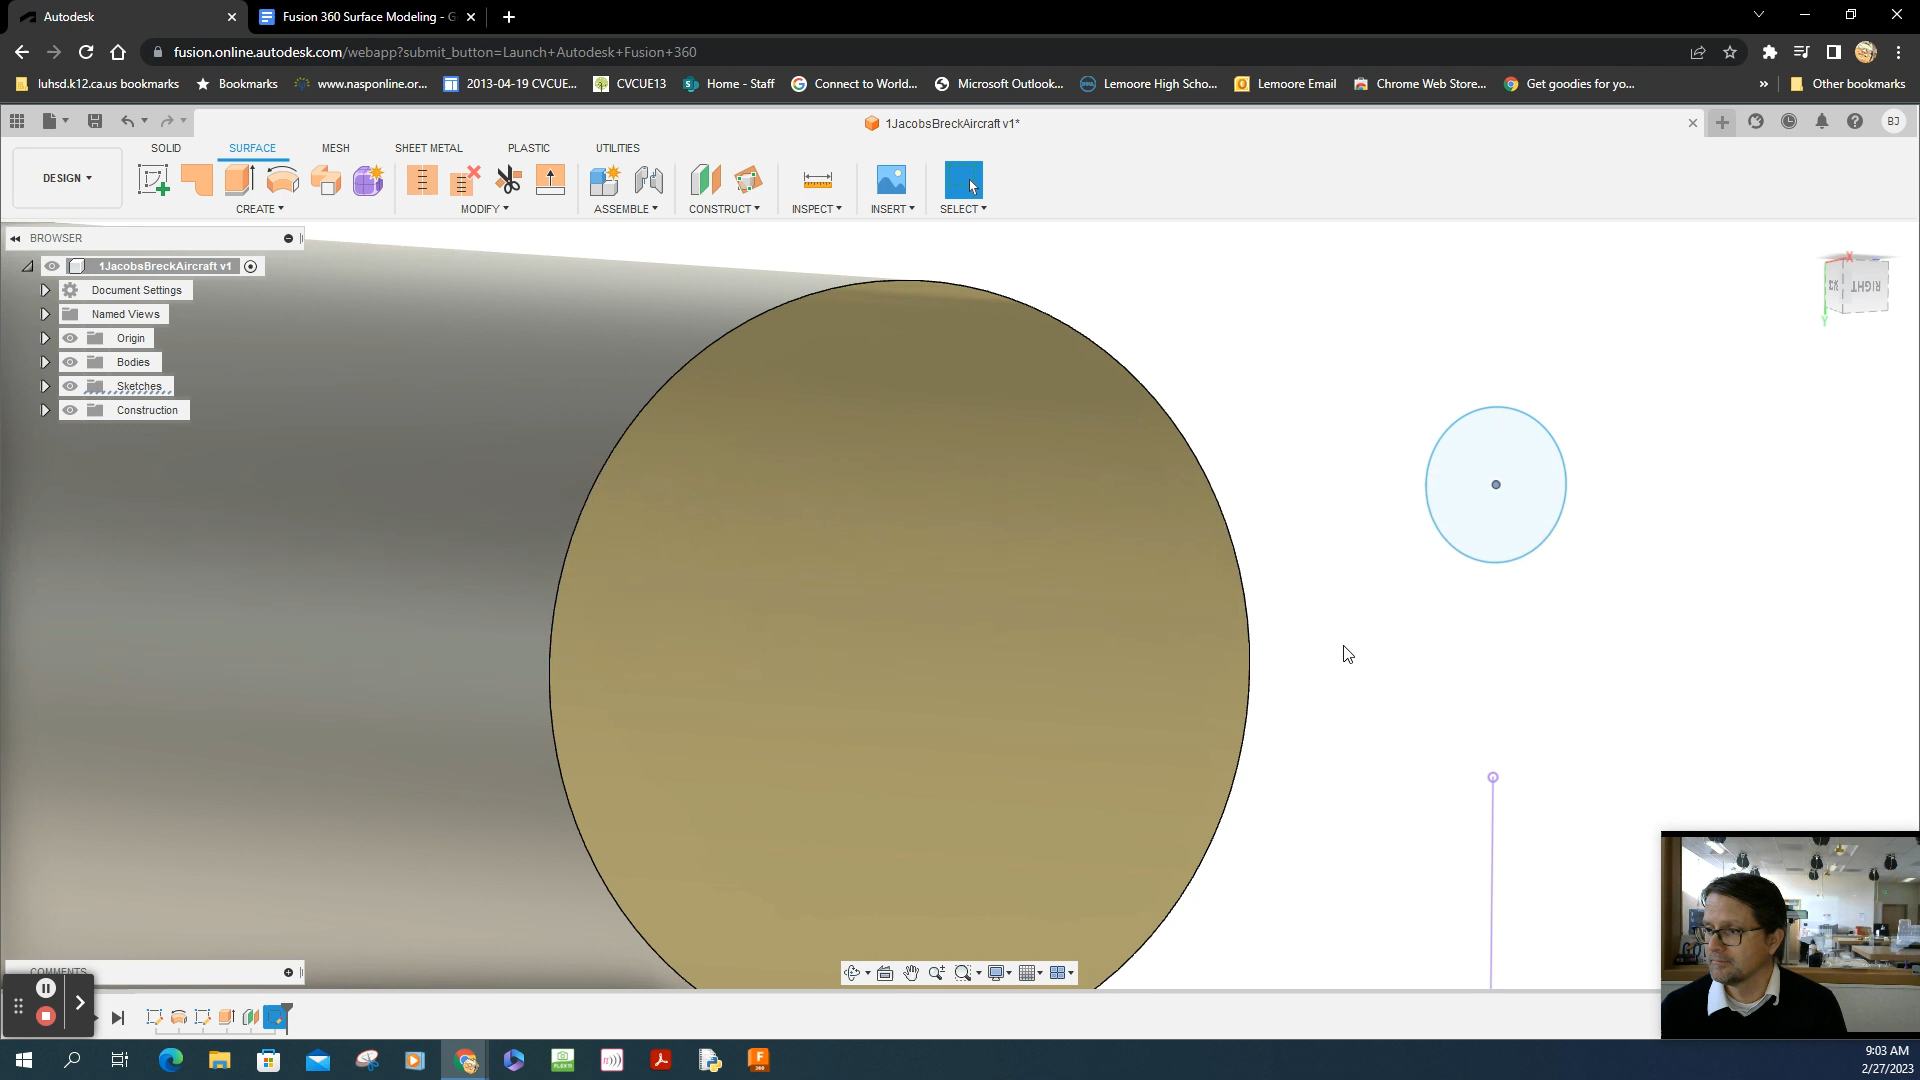 Autodesk
Fusion 360 Surface Modeling - G
fusion.online.autodesk.com/webapp?submit_button=Launch+Autodesk+Fusion+360
luhsd.k12.ca.us bookmarks
Bookmarks
www.nasponline.or...
2013-04-19 CVCUE...
CVCUE13
Home - Staff
Connect to World...
Microsoft Outlook...
Lemoore High Scho...
Lemoore Email
Chrome Web Store...
Get goodies for yo...
»
Other bookmarks
1JacobsBreckAircraft v1*
BJ
DESIGN
SOLID
SURFACE
MESH
SHEET METAL
PLASTIC
UTILITIES
CREATE
MODIFY
ASSEMBLE
CONSTRUCT
INSPECT
INSERT
SELECT
BROWSER
1JacobsBreckAircraft v1
Document Settings
Named Views
Origin
Bodies
Sketches
Construction
X
RIGHT
Y
COMMENTS
9:03 AM
2/27/2023